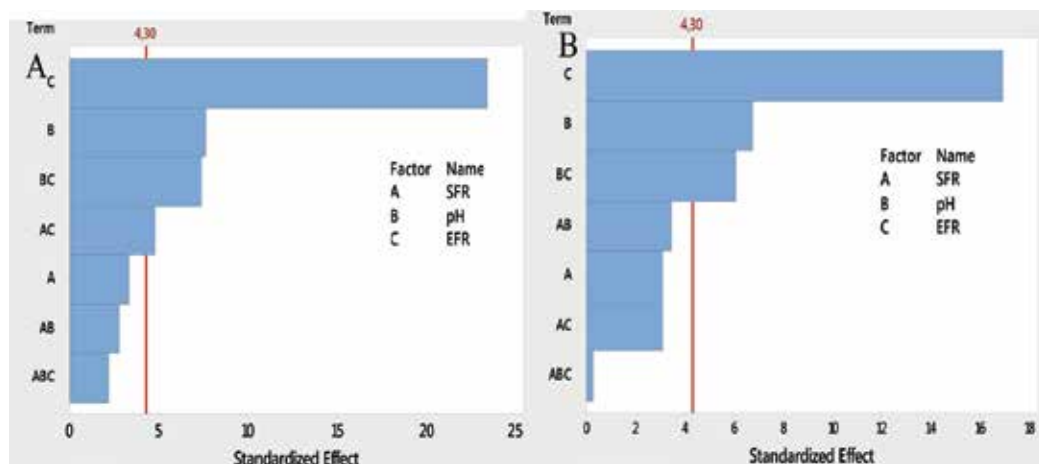 Term
4,30
A
C
B
BC
AC
A
AB
ABC
Factor Name
A SFR
B pH
C EFR
0 5 10 15 20 25
Standardized Effect
Term
4,30
B
C
B
BC
AB
A
AC
ABC
Factor Name
A SFR
B pH
C EFR
0 2 4 6 8 10 12 14 16 18
Standardized Effect